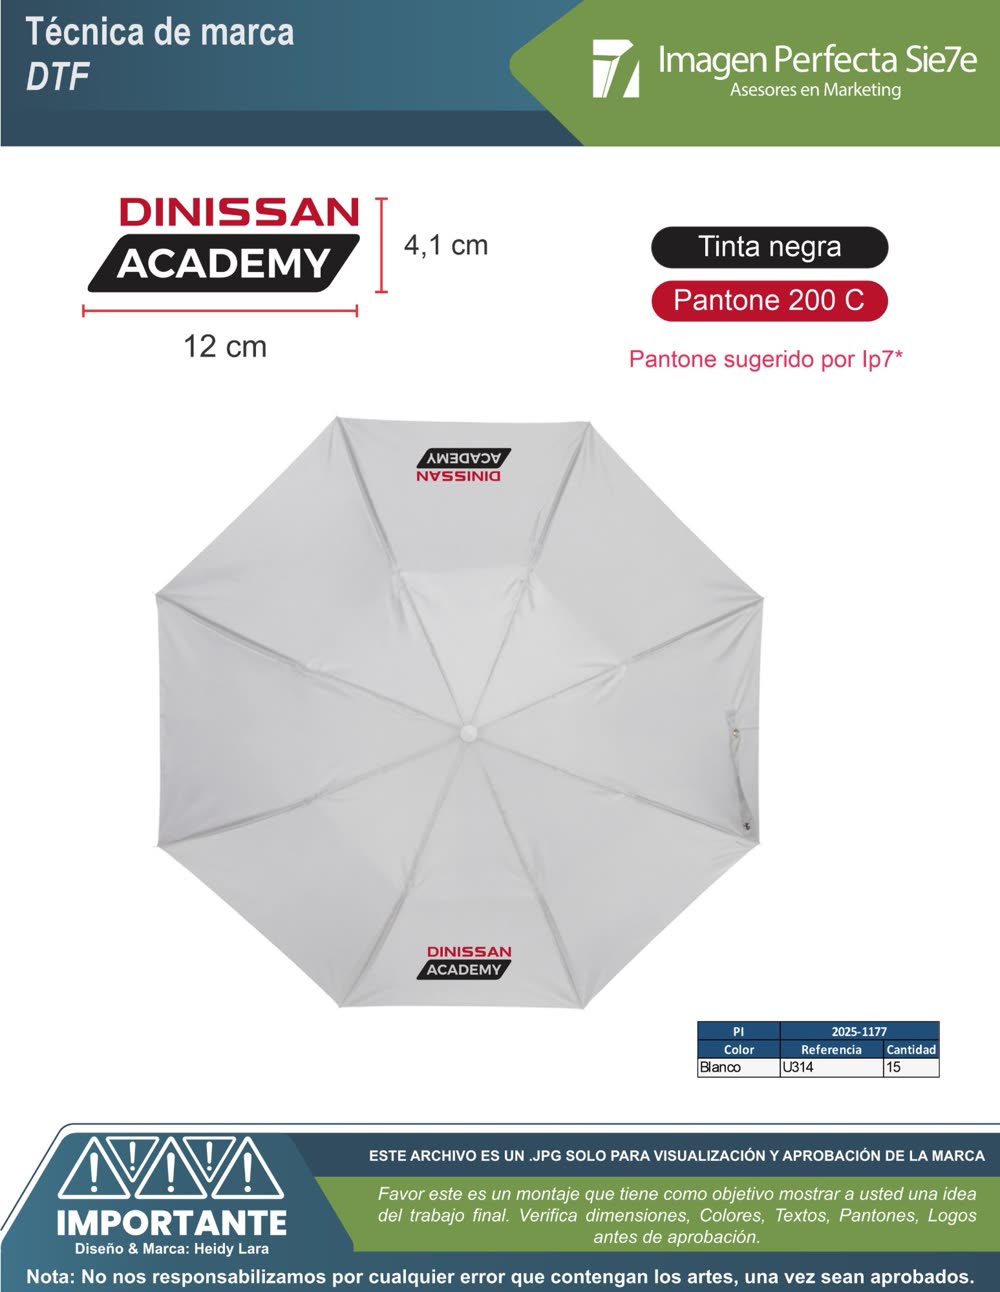 Técnica de marca
DTF
Imagen Perfecta Sie7e
Asesores en Marketing
DINISSAN
ACADEMY
4,1 cm
12 cm
Tinta negra
Pantone 200 C
Pantone sugerido por Ip7*
ACADEMY
DINISSAN
DINISSAN
ACADEMY
PI 2025-1177
Color Referencia Cantidad
Blanco U314 15
IMPORTANTE
Diseño & Marca: Heidy Lara
ESTE ARCHIVO ES UN .JPG SOLO PARA VISUALIZACIÓN Y APROBACIÓN DE LA MARCA
Favor este es un montaje que tiene como objetivo mostrar a usted una idea
del trabajo final. Verifica dimensiones, Colores, Textos, Pantones, Logos
antes de aprobación.
Nota: No nos responsabilizamos por cualquier error que contengan los artes, una vez sean aprobados.